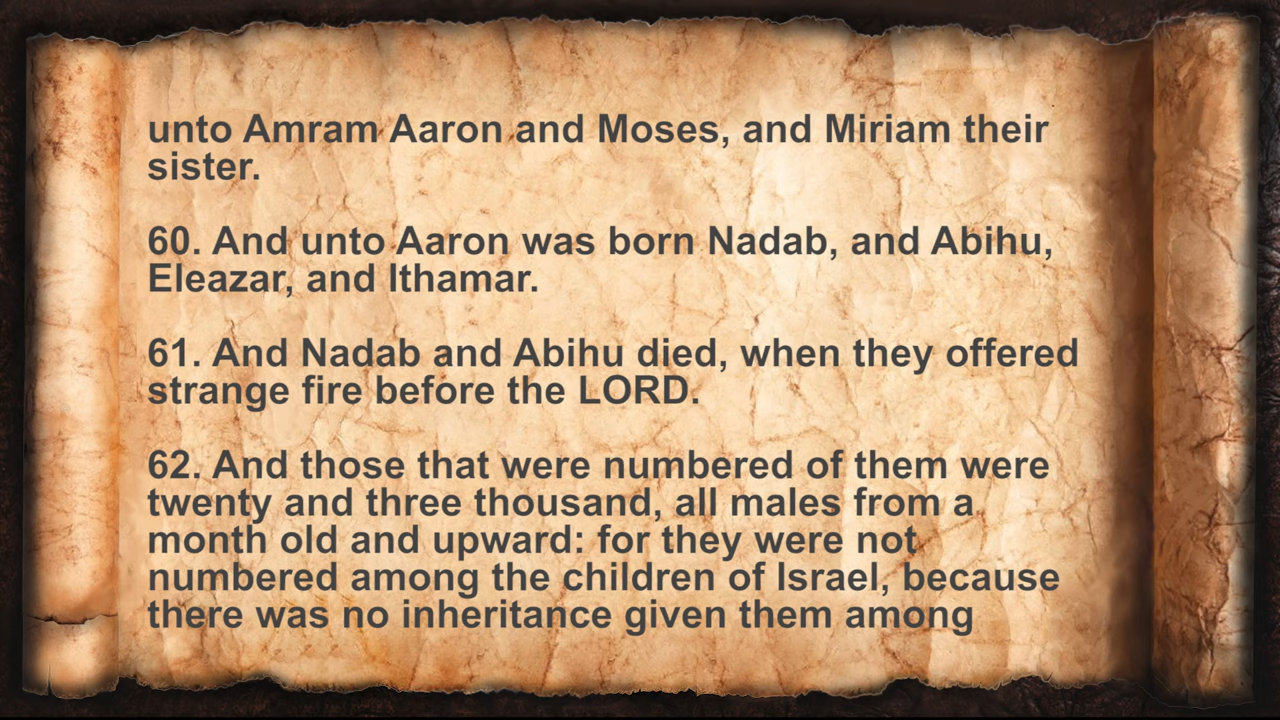 unto Amram Aaron and Moses, and Miriam their
sister.
60. And unto Aaron was born Nadab, and Abihu,
Eleazar, and Ithamar.
61. And Nadab and Abihu died, when they offered
strange fire before the LORD.
62. And those that were numbered of them were
twenty and three thousand, all males from a
month old and upward: for they were not
numbered among the children of Israel, because
there was no inheritance given them among